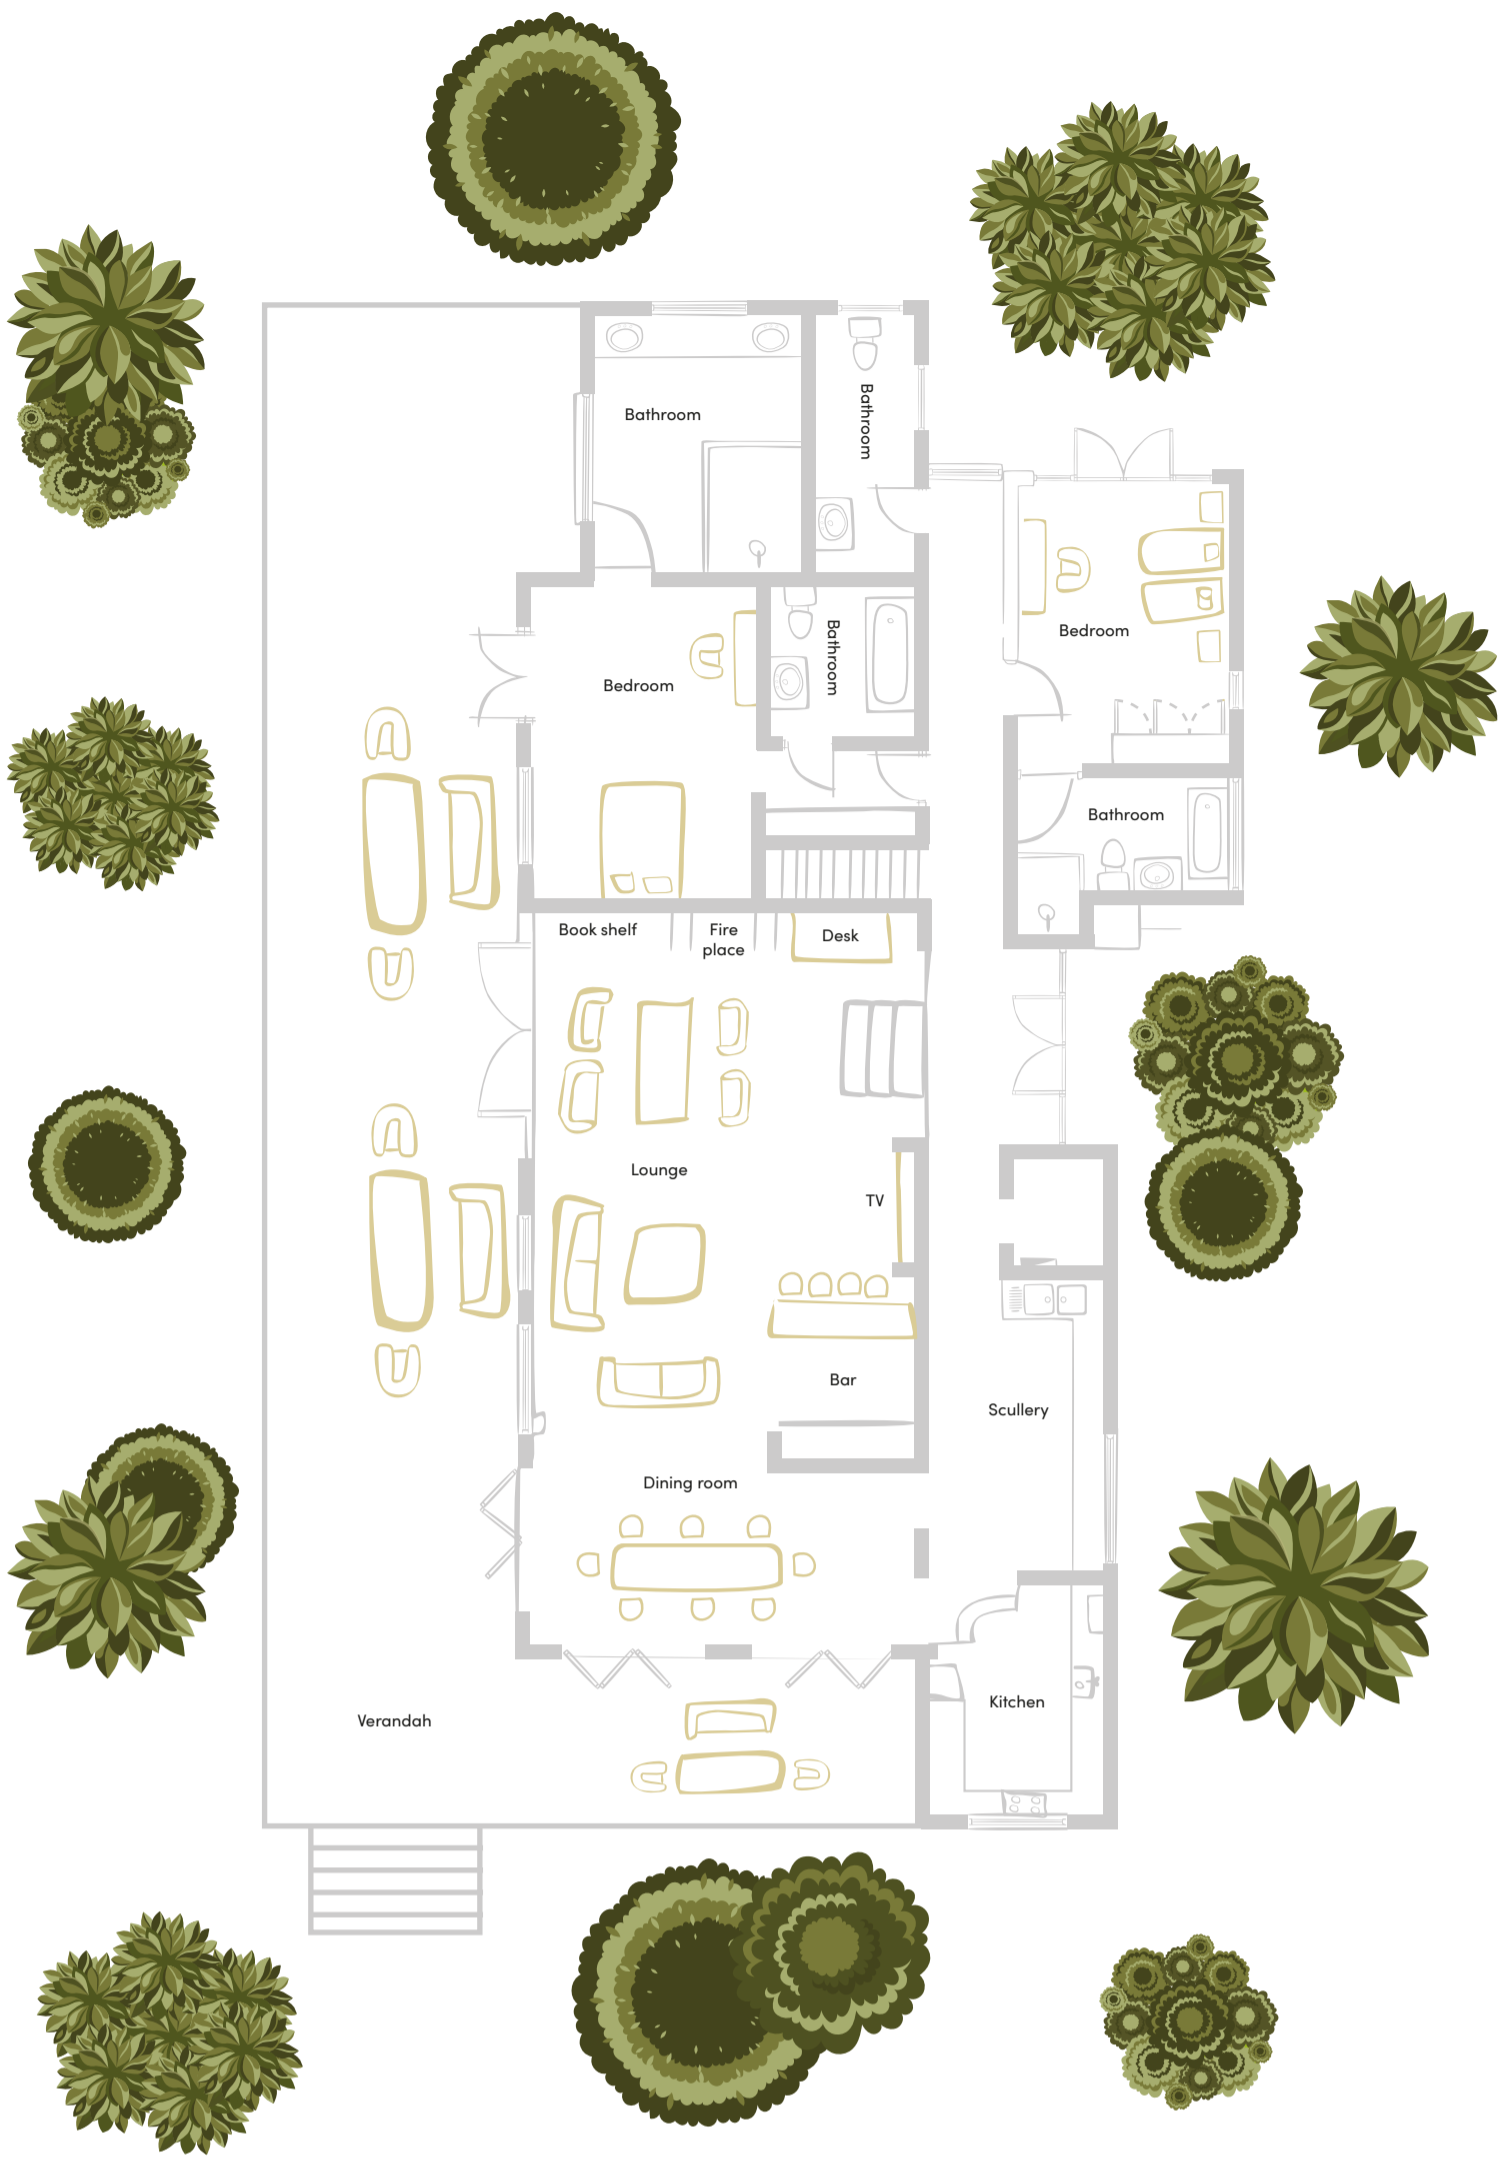 Bathroom
Bathroom
Bathroom
Bedroom
Bedroom
Bathroom
Book shelf
Fire
place
Desk
Lounge
TV
Bar
Scullery
Dining room
Kitchen
Verandah